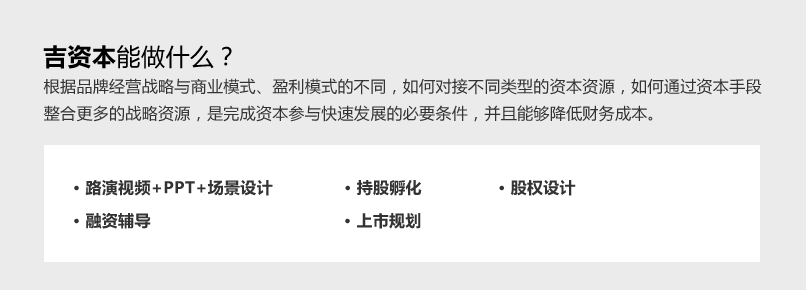 吉资本能做什么？
根据品牌经营战略与商业模式、盈利模式的不同，如何对接不同类型的资本资源，如何通过资本手段
整合更多的战略资源，是完成资本参与快速发展的必要条件，并且能够降低财务成本。
· 路演视频+PPT+场景设计 · 持股孵化 · 股权设计
· 融资辅导 · 上市规划